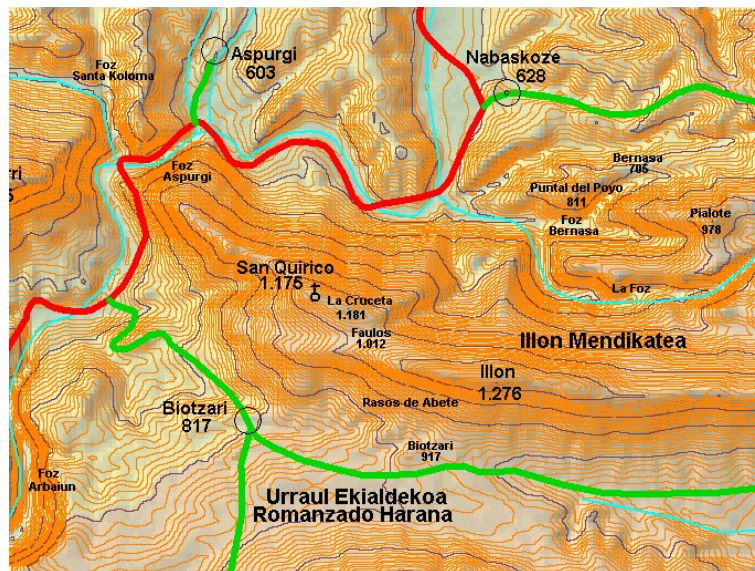 Foz
Santa Koloma
Aspurgi
603
Nabaskoze
628
Foz
Aspurgi
Bernasa
705
Puntal del Poyo
811
Foz
Bernasa
Pialote
978
San Quirico
1.175
La Cruceta
1.181
La Foz
Faulos
1.012
Illon Mendikatea
Illon
1.276
Rasos de Abete
Biotzari
817
Biotzari
917
Foz
Arbaiun
Urraul Ekialdekoa
Romanzado Harana